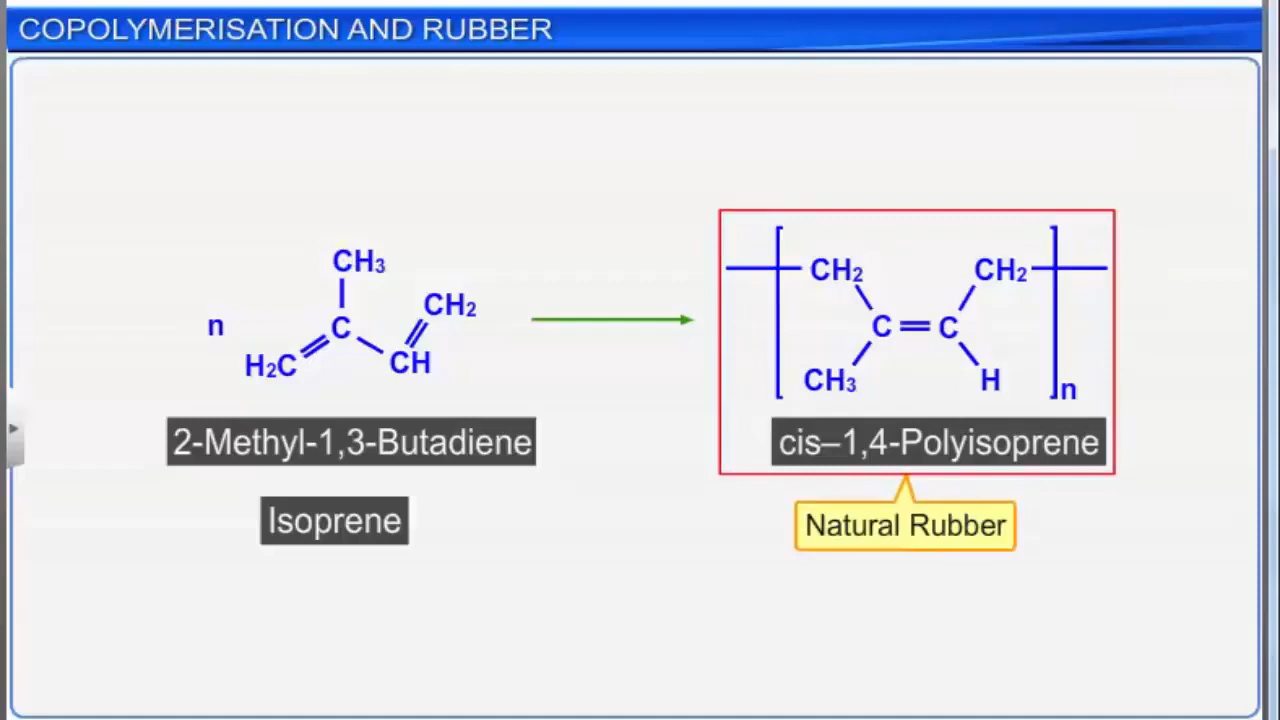 COPOLYMERISATION AND RUBBER
CH3
n H2C C CH CH2
CH2 CH2
C C
CH3 H n
2-Methyl-1,3-Butadiene
cis–1,4-Polyisoprene
Isoprene
Natural Rubber